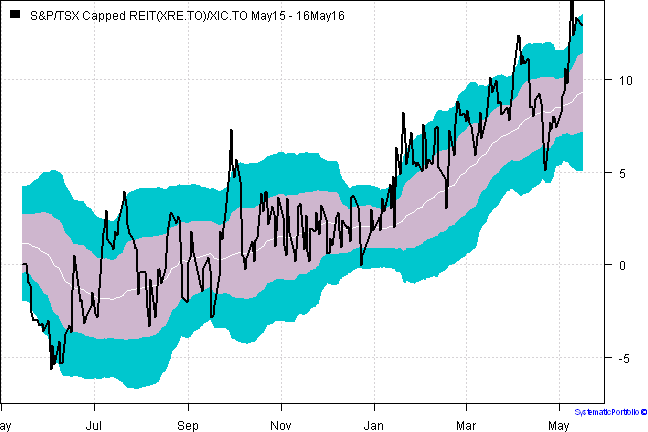 S&P/TSX Capped REIT(XRE.TO)/XIC.TO May15 - 16May16
10
5
0
-5
ay Jul Sep Nov Jan Mar May
SystematicPortfolio ©